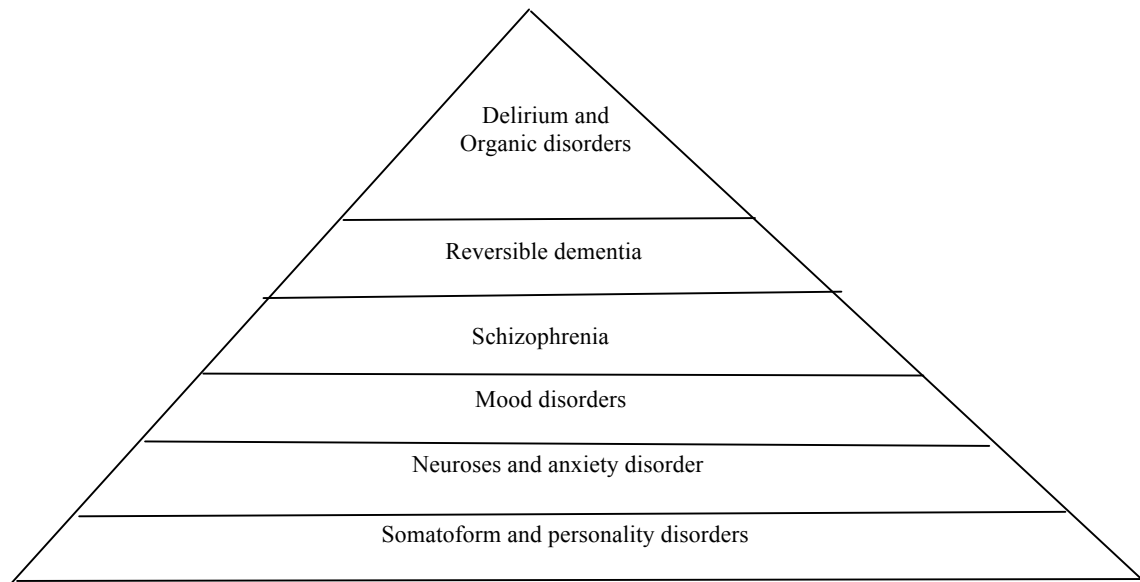 Delirium and
Organic disorders
Reversible dementia
Schizophrenia
Mood disorders
Neuroses and anxiety disorder
Somatoform and personality disorders